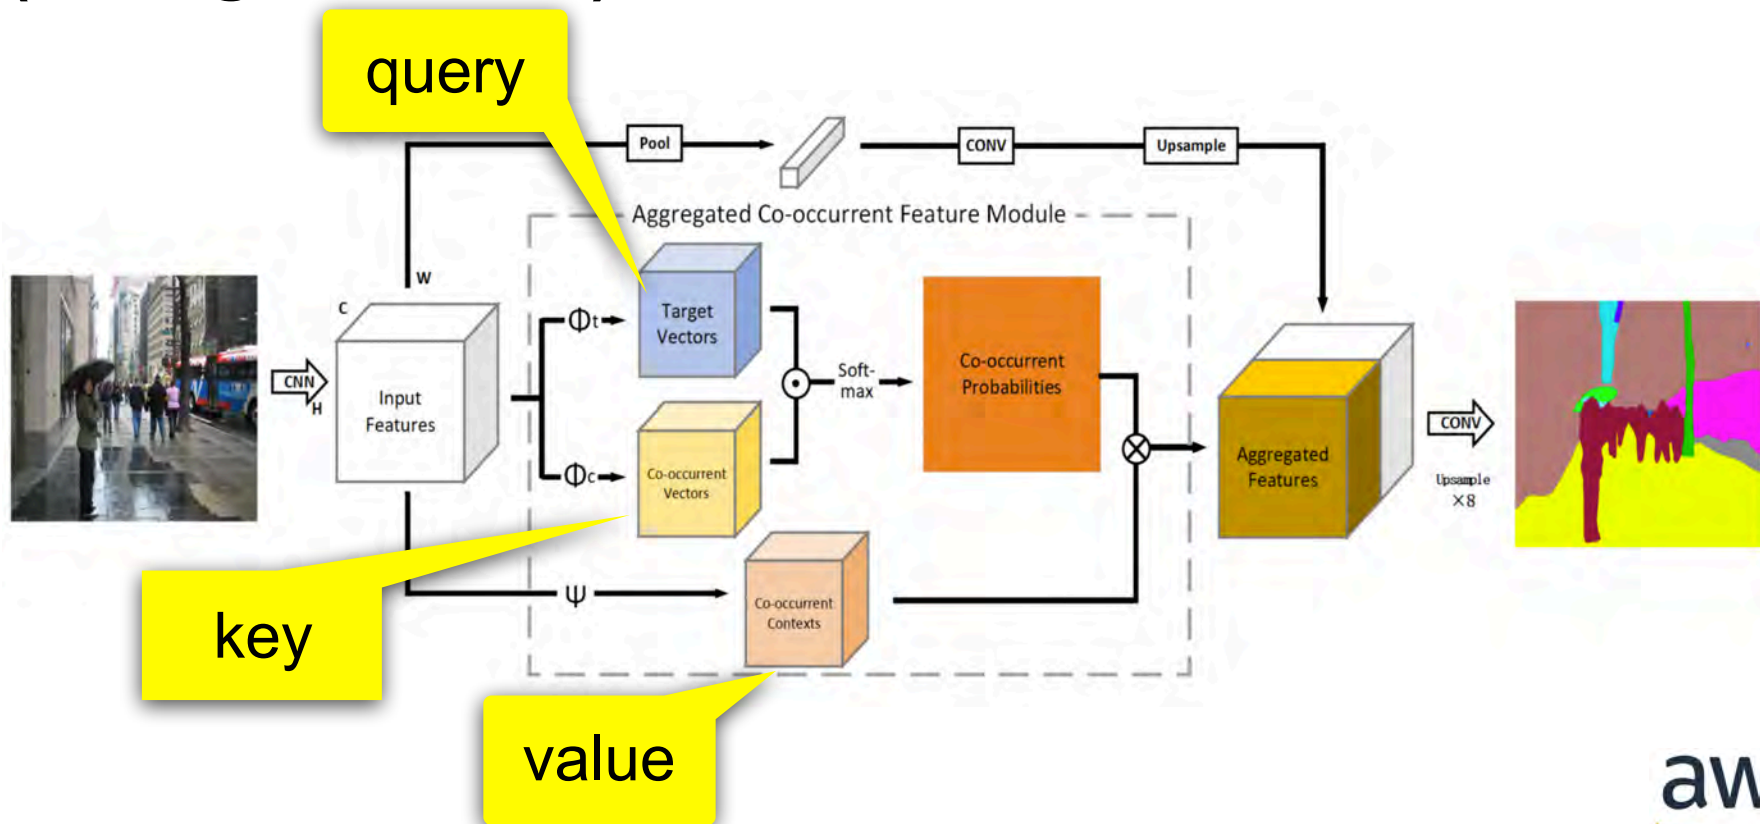 query
Pool
CONV
Upsample
Aggregated Co-occurrent Feature Module
W
C
H
CNN
Input
Features
Φt
Target
Vectors
Φc
Co-occurrent
Vectors
Soft-
max
Co-occurrent
Probabilities
Aggregated
Features
CONV
Upsample
×8
key
Ψ
Co-occurrent
Contexts
value
aw